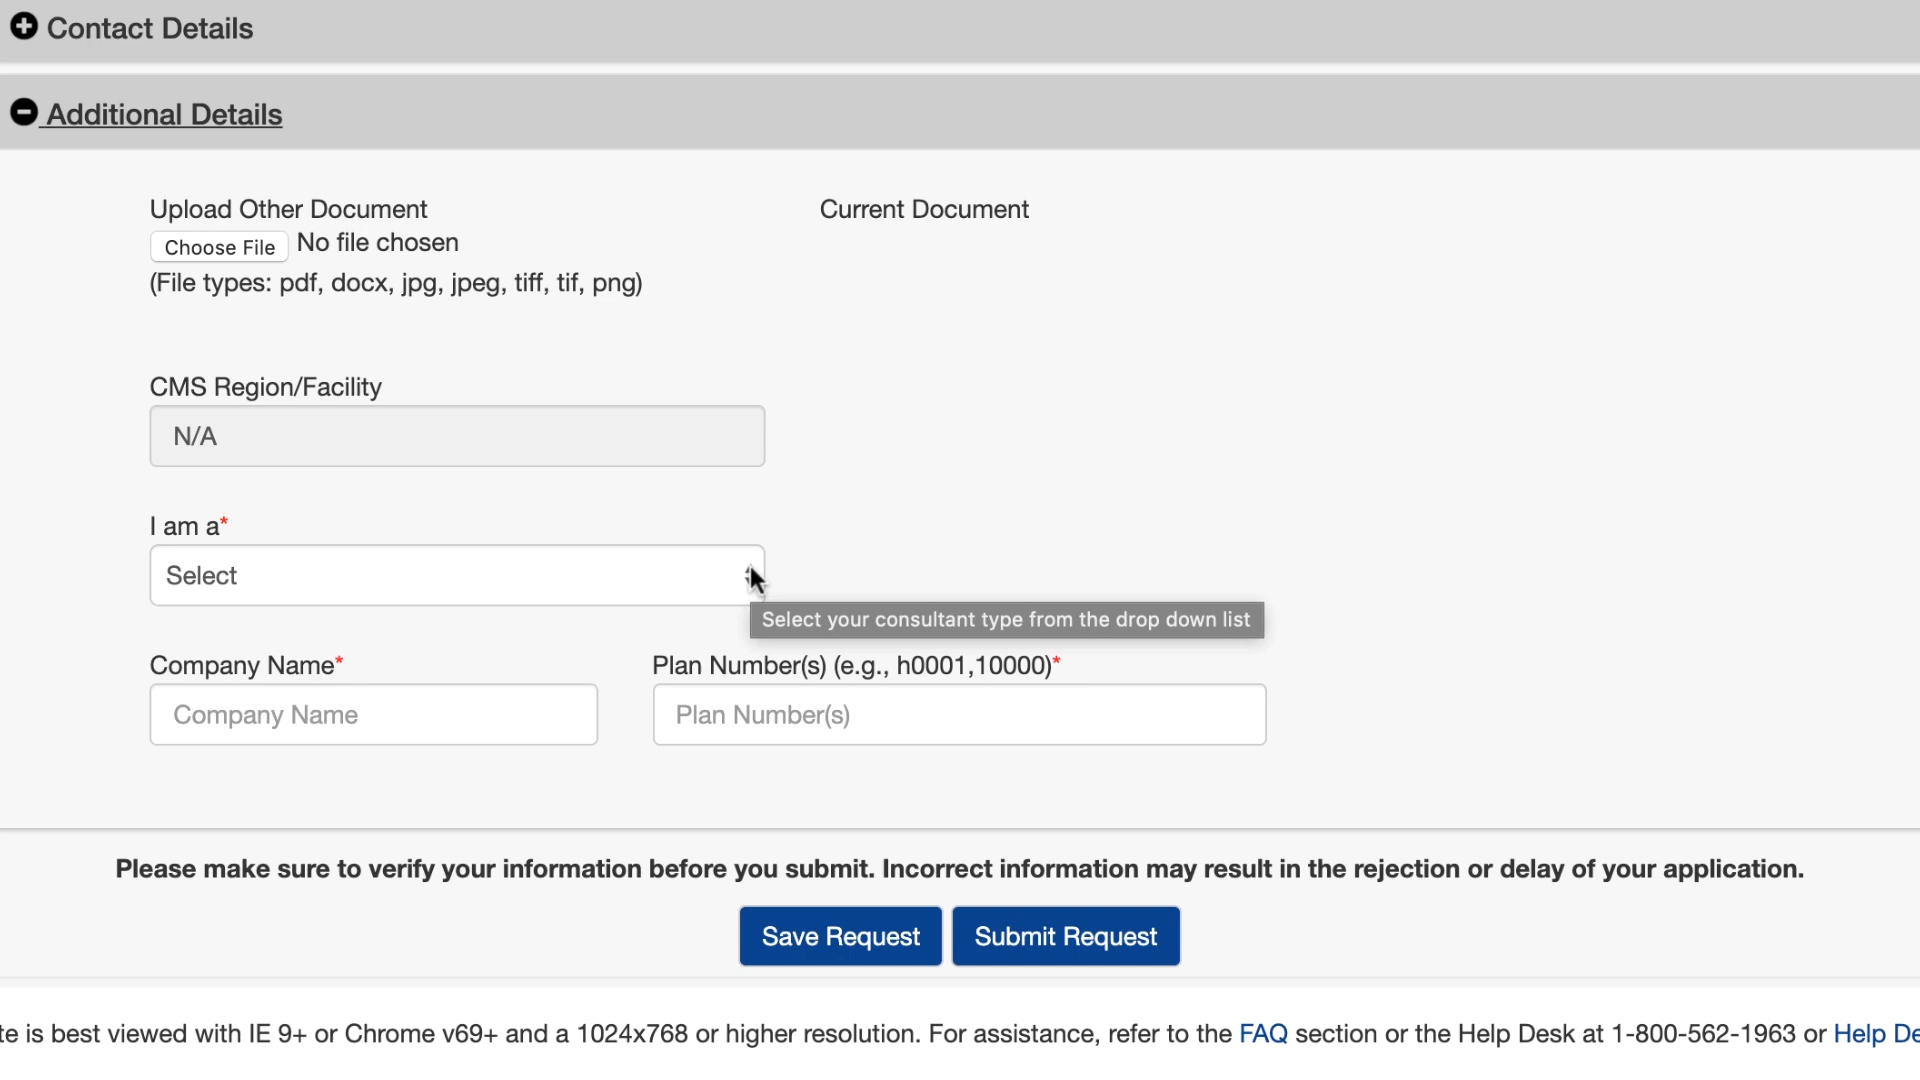 Contact Details
Additional Details
Upload Other Document
Current Document
Choose File No file chosen
(File types: pdf, docx, jpg, jpeg, tiff, tif, png)
CMS Region/Facility
N/A
I am a*
Select
Select your consultant type from the drop down list
Company Name*
Plan Number(s) (e.g., h0001,10000)*
Company Name
Plan Number(s)
Please make sure to verify your information before you submit. Incorrect information may result in the rejection or delay of your application.
Save Request
Submit Request
te is best viewed with IE 9+ or Chrome v69+ and a 1024x768 or higher resolution. For assistance, refer to the FAQ section or the Help Desk at 1-800-562-1963 or Help De